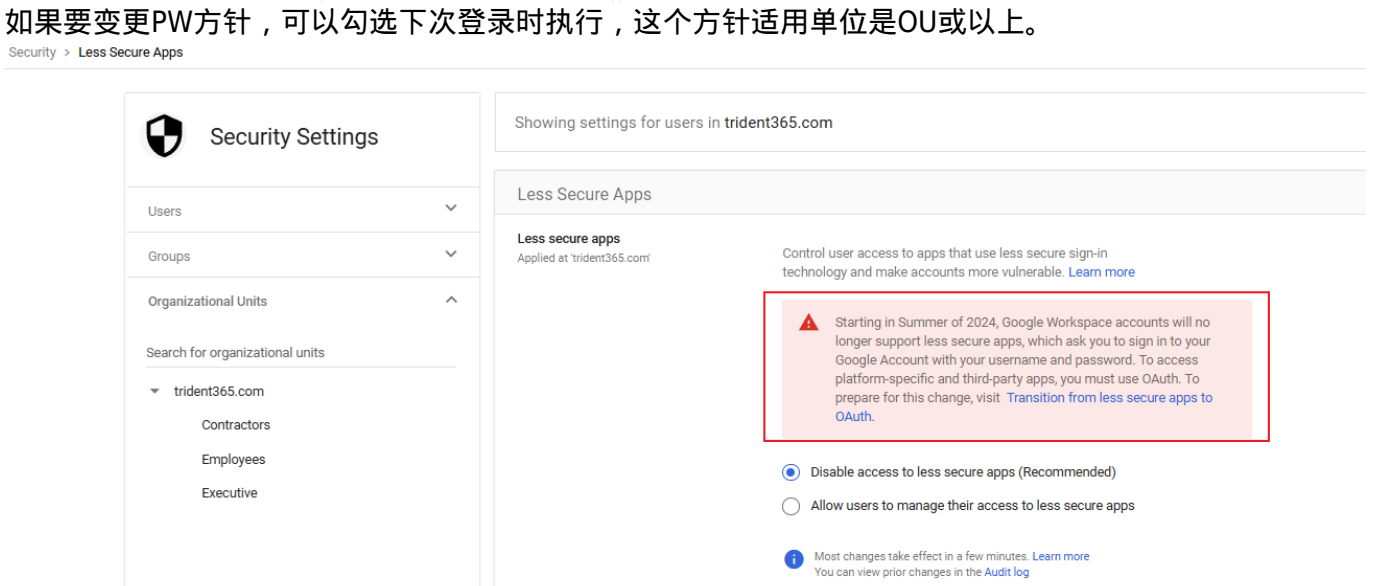 如果要变更PW方针，可以勾选下次登录时执行，这个方针适用单位是OU或以上。
Security > Less Secure Apps
Security Settings
Users
Groups
Organizational Units
Search for organizational units
trident365.com
Contractors
Employees
Executive
Showing settings for users in trident365.com
Less Secure Apps
Less secure apps
Applied at 'trident365.com'
Control user access to apps that use less secure sign-in
technology and make accounts more vulnerable. Learn more
Starting in Summer of 2024, Google Workspace accounts will no
longer support less secure apps, which ask you to sign in to your
Google Account with your username and password. To access
platform-specific and third-party apps, you must use OAuth. To
prepare for this change, visit Transition from less secure apps to
OAuth.
Disable access to less secure apps (Recommended)
Allow users to manage their access to less secure apps
Most changes take effect in a few minutes. Learn more
You can view prior changes in the Audit log